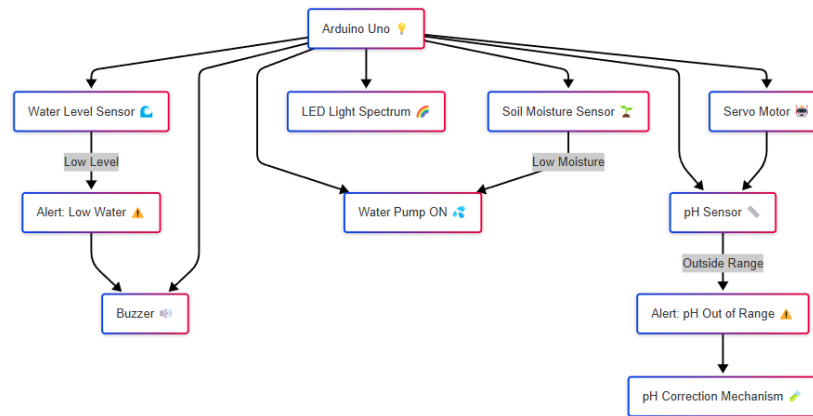 Arduino Uno 💡
Water Level Sensor 🌊
LED Light Spectrum 🌈
Soil Moisture Sensor 🌱
Servo Motor 🤖
Low Level
Low Moisture
Alert: Low Water ⚠️
Water Pump ON 💦
pH Sensor 📏
Outside Range
Buzzer 🔊
Alert: pH Out of Range ⚠️
pH Correction Mechanism 🧪